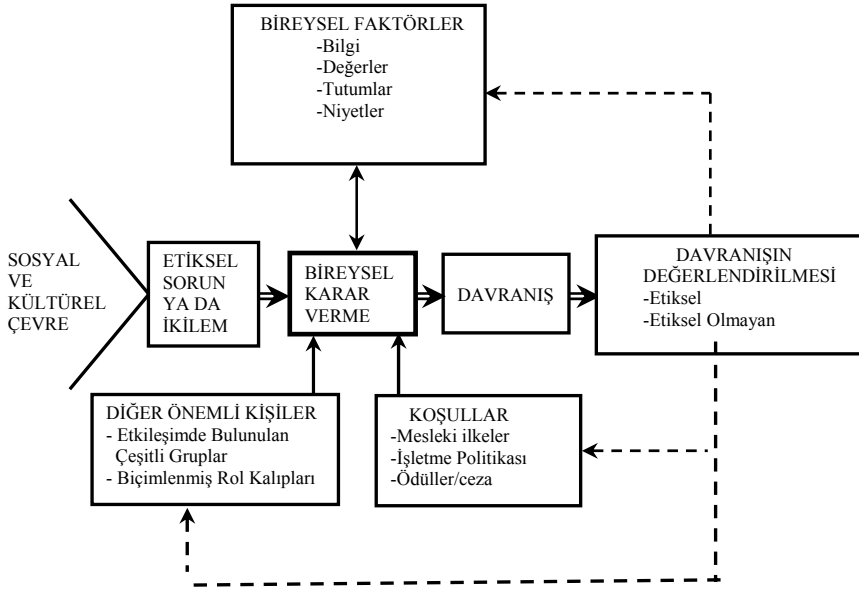 BİREYSEL FAKTÖRLER
-Bilgi
-Değerler
-Tutumlar
-Niyetler
SOSYAL
VE
KÜLTÜREL
ÇEVRE
ETİKSEL
SORUN
YA DA
İKİLEM
BİREYSEL
KARAR
VERME
DAVRANIŞ
DAVRANIŞIN
DEĞERLENDİRİLMESİ
-Etiksel
-Etiksel Olmayan
DİĞER ÖNEMLİ KİŞİLER
- Etkileşimde Bulunulan
Çeşitli Gruplar
- Biçimlenmiş Rol Kalıpları
KOŞULLAR
-Mesleki ilkeler
-İşletme Politikası
-Ödüller/ceza